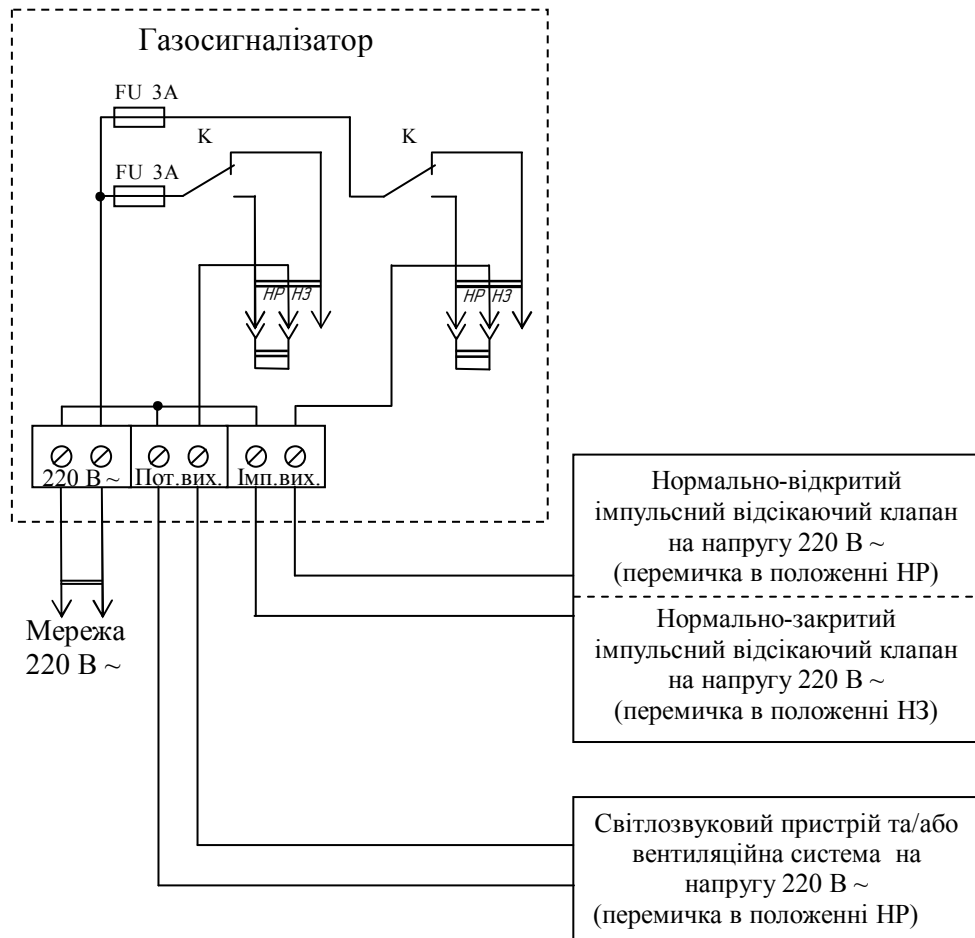 Газосигналізатор
FU 3А
К
К
FU 3А
НР НЗ
НР НЗ
220 В ~
Пот.вих.
Імп.вих.
Мережа
220 В ~
Нормально-відкритий
імпульсний відсікаючий клапан
на напругу 220 В ~
(перемичка в положенні НР)
Нормально-закритий
імпульсний відсікаючий клапан
на напругу 220 В ~
(перемичка в положенні НЗ)
Світлозвуковий пристрій та/або
вентиляційна система на
напругу 220 В ~
(перемичка в положенні НР)